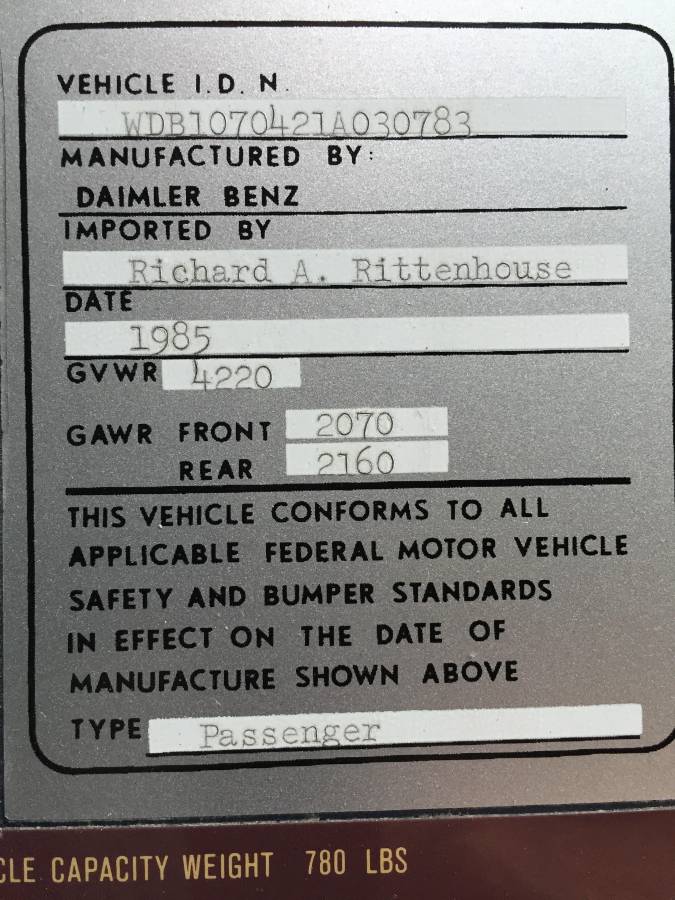 VEHICLE I.D. N.
WDB1070421A030783
MANUFACTURED BY:
DAIMLER BENZ
IMPORTED BY
Richard A. Rittenhouse
DATE
1985
GVWR 4220
GAWR FRONT 2070
REAR 2160
THIS VEHICLE CONFORMS TO ALL
APPLICABLE FEDERAL MOTOR VEHICLE
SAFETY AND BUMPER STANDARDS
IN EFFECT ON THE DATE OF
MANUFACTURE SHOWN ABOVE
TYPE Passenger
CLE CAPACITY WEIGHT 780 LBS